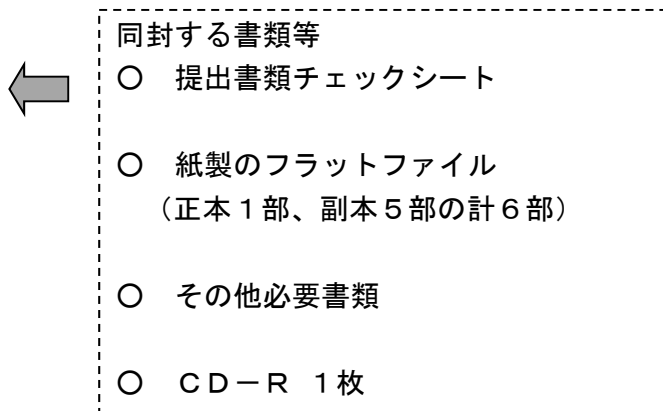 同封する書類等
〇　提出書類チェックシート
〇　紙製のフラットファイル
（正本１部、副本５部の計６部）
〇　その他必要書類
〇　ＣＤ－Ｒ １枚